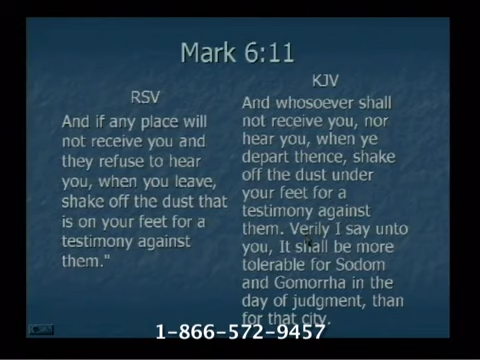 Mark 6:11
RSV
And if any place will
not receive you and
they refuse to hear
you, when you leave,
shake off the dust that
is on your feet for a
testimony against
them."
KJV
And whosoever shall
not receive you, nor
hear you, when ye
depart thence, shake
off the dust under
your feet for a
testimony against
them. Verily I say unto
you, It shall be more
tolerable for Sodom
and Gomorrha in the
day of judgment, than
for that city.
1-866-572-9457